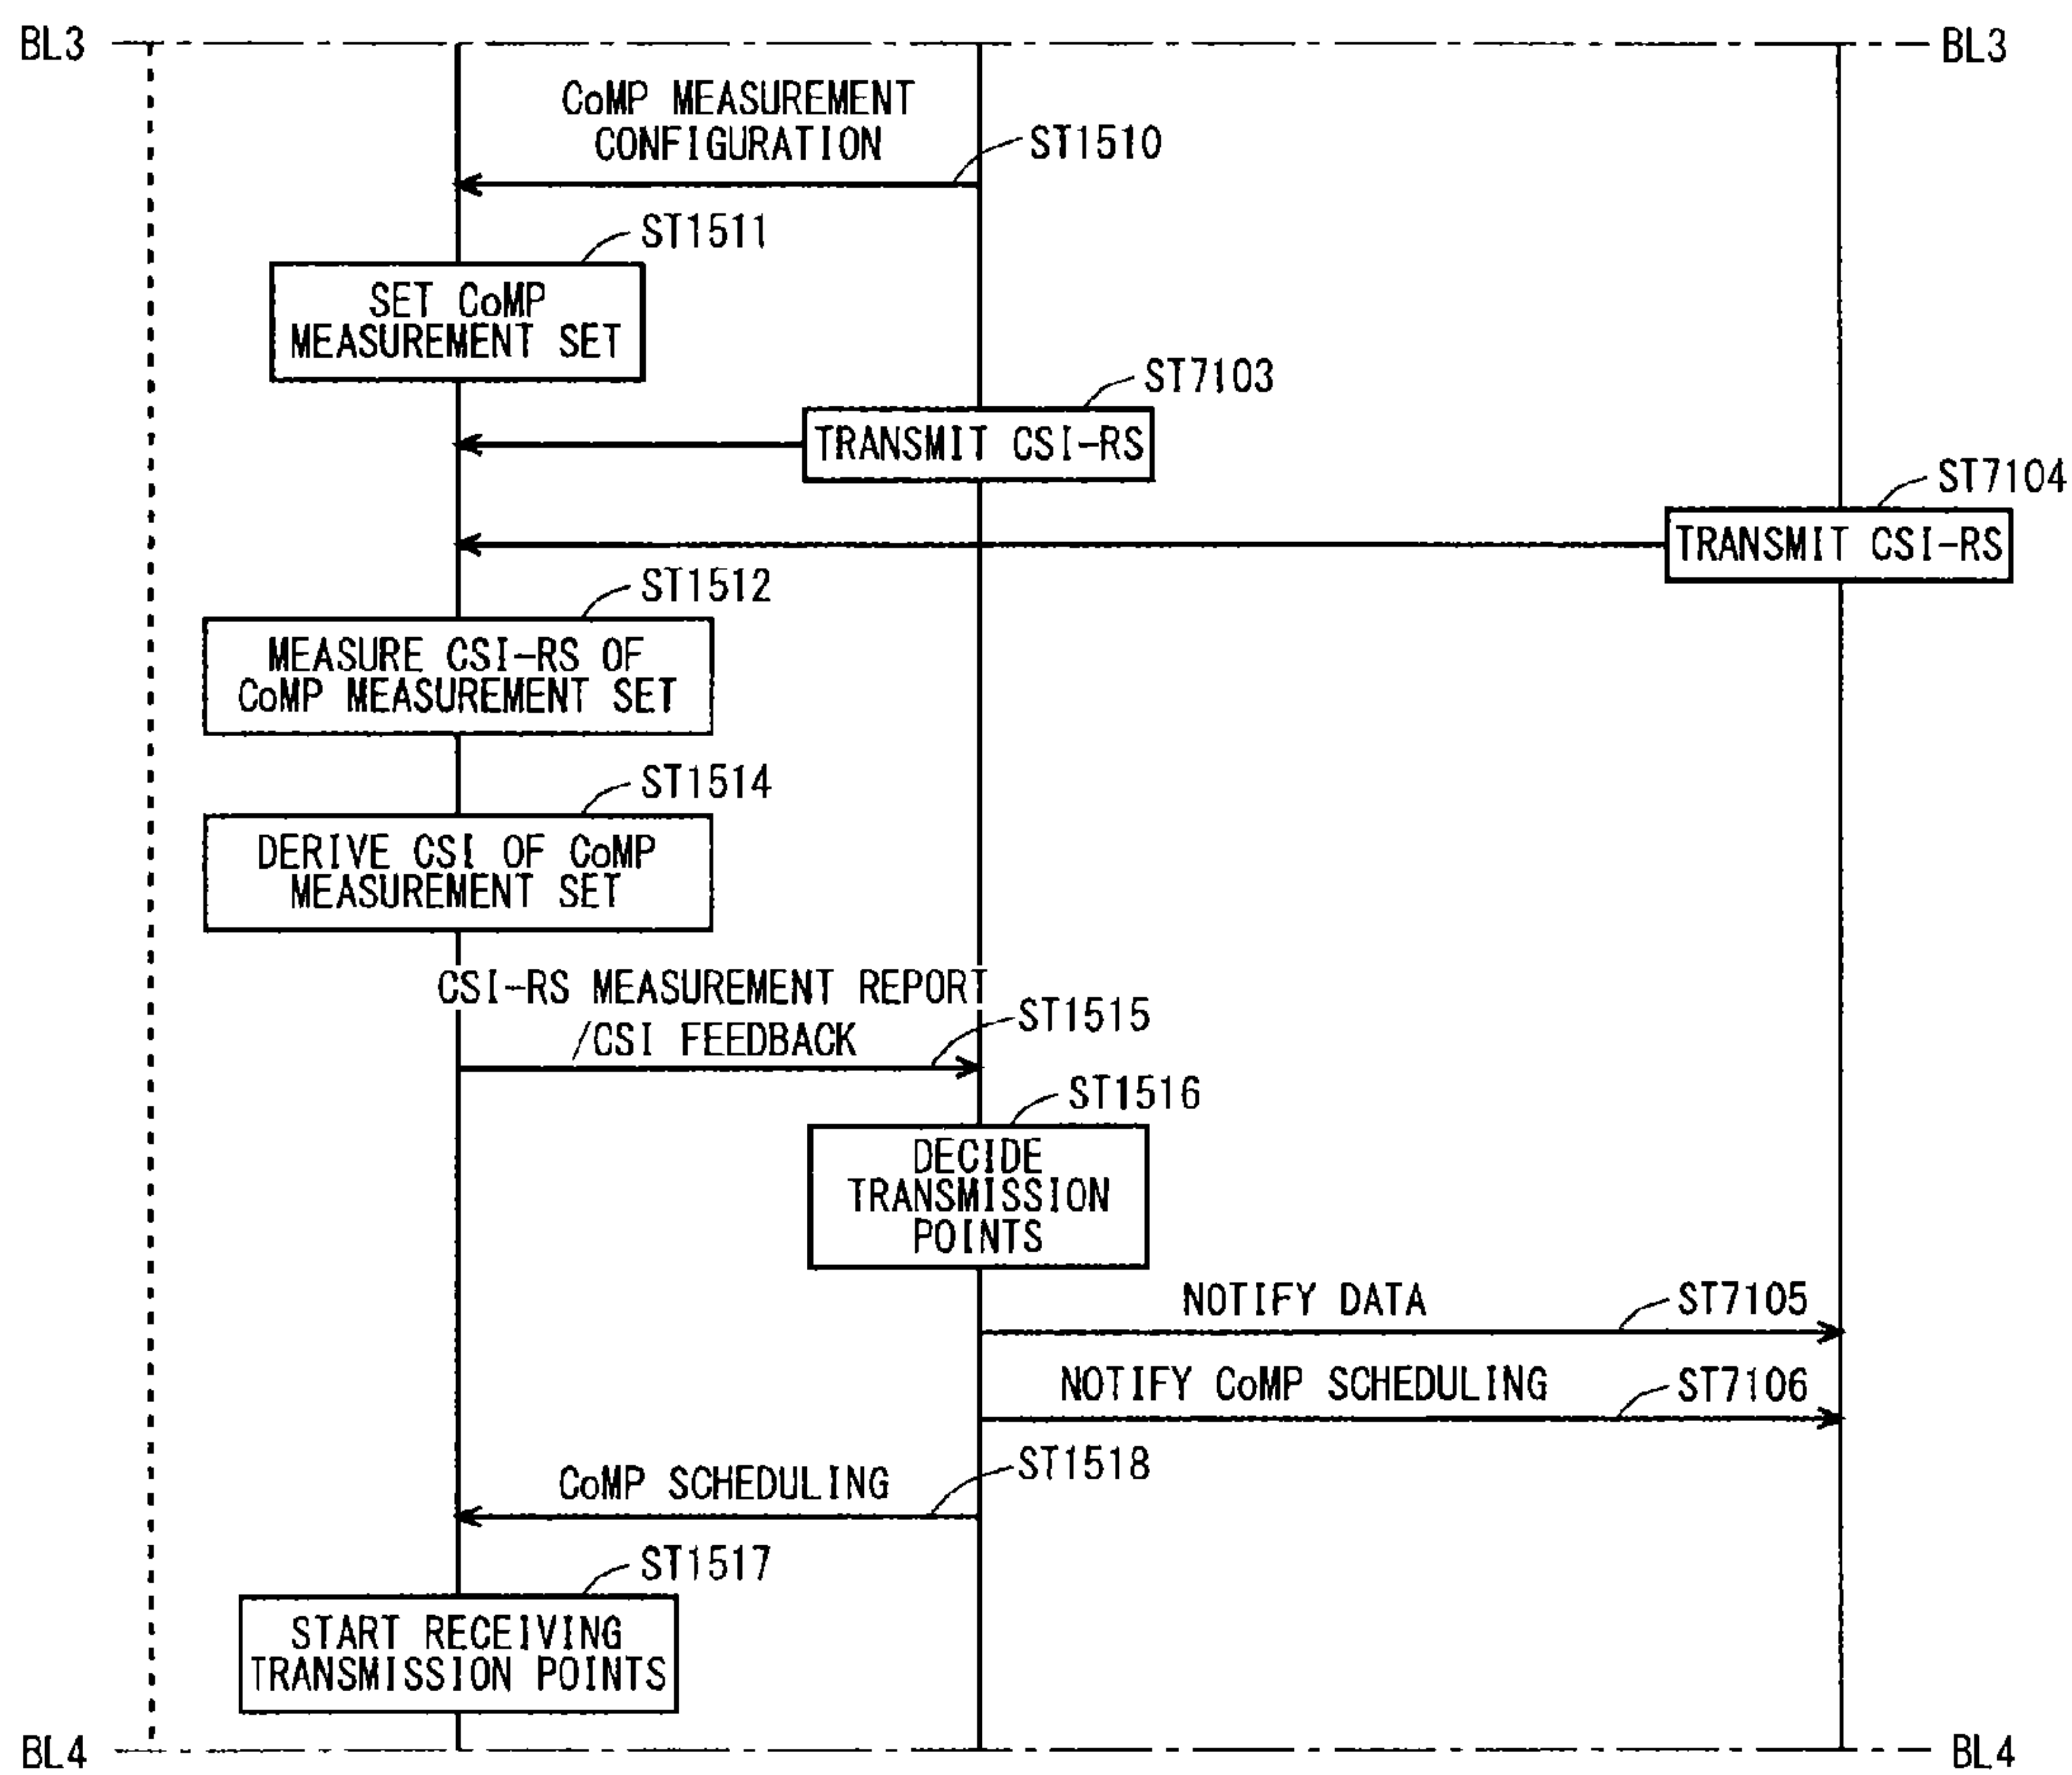 BL3
BL3
CoMP MEASUREMENT
CONFIGURATION
ST1510
ST1511
SET CoMP
MEASUREMENT SET
ST7103
TRANSMIT CSI-RS
ST7104
TRANSMIT CSI-RS
ST1512
MEASURE CSI-RS OF
CoMP MEASUREMENT SET
ST1514
DERIVE CSI OF CoMP
MEASUREMENT SET
CSI-RS MEASUREMENT REPORT
/CSI FEEDBACK
ST1515
ST1516
DECIDE
TRANSMISSION
POINTS
NOTIFY DATA
ST7105
NOTIFY CoMP SCHEDULING
ST7106
CoMP SCHEDULING
ST1518
ST1517
START RECEIVING
TRANSMISSION POINTS
BL4
BL4